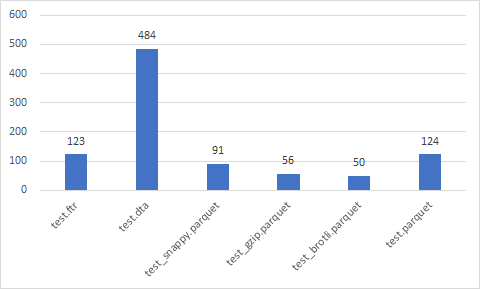 600
500
400
300
200
100
0
123
484
91
56
50
124
test.ftr
test.dta
test_snappy.parquet
test_gzip.parquet
test_brotli.parquet
test.parquet